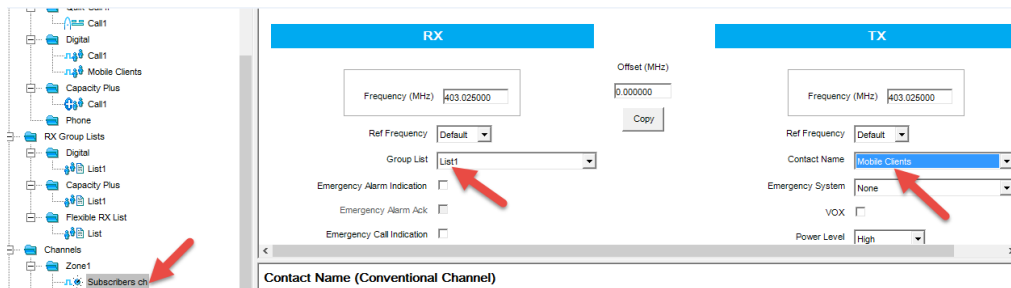 Call1
Digital
Call1
Mobile Clients
Capacity Plus
Call1
Phone
RX Group Lists
Digital
List1
Capacity Plus
List1
Flexible RX List
List
Channels
Zone1
Subscribers ch
RX
TX
Offset (MHz)
Frequency (MHz) 403.025000
0.000000
Frequency (MHz) 403.025000
Copy
Ref Frequency Default
Ref Frequency Default
Group List List1
Contact Name Mobile Clients
Emergency Alarm Indication
Emergency System None
Emergency Alarm Ack
VOX
Emergency Call Indication
Power Level High
Contact Name (Conventional Channel)